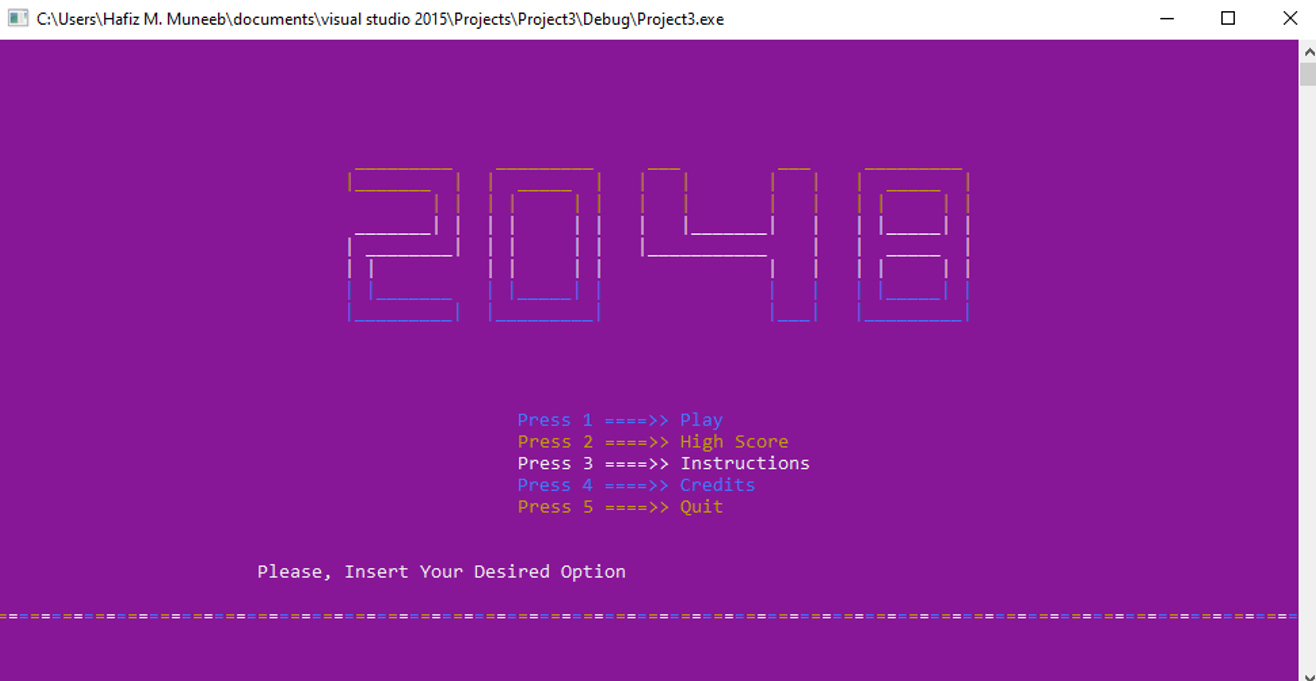 C:\Users\Hafiz M. Muneeb\documents\visual studio 2015\Projects\Project3\Debug\Project3.exe
2048
Press 1 ====>> Play
Press 2 ====>> High Score
Press 3 ====>> Instructions
Press 4 ====>> Credits
Press 5 ====>> Quit
Please, Insert Your Desired Option